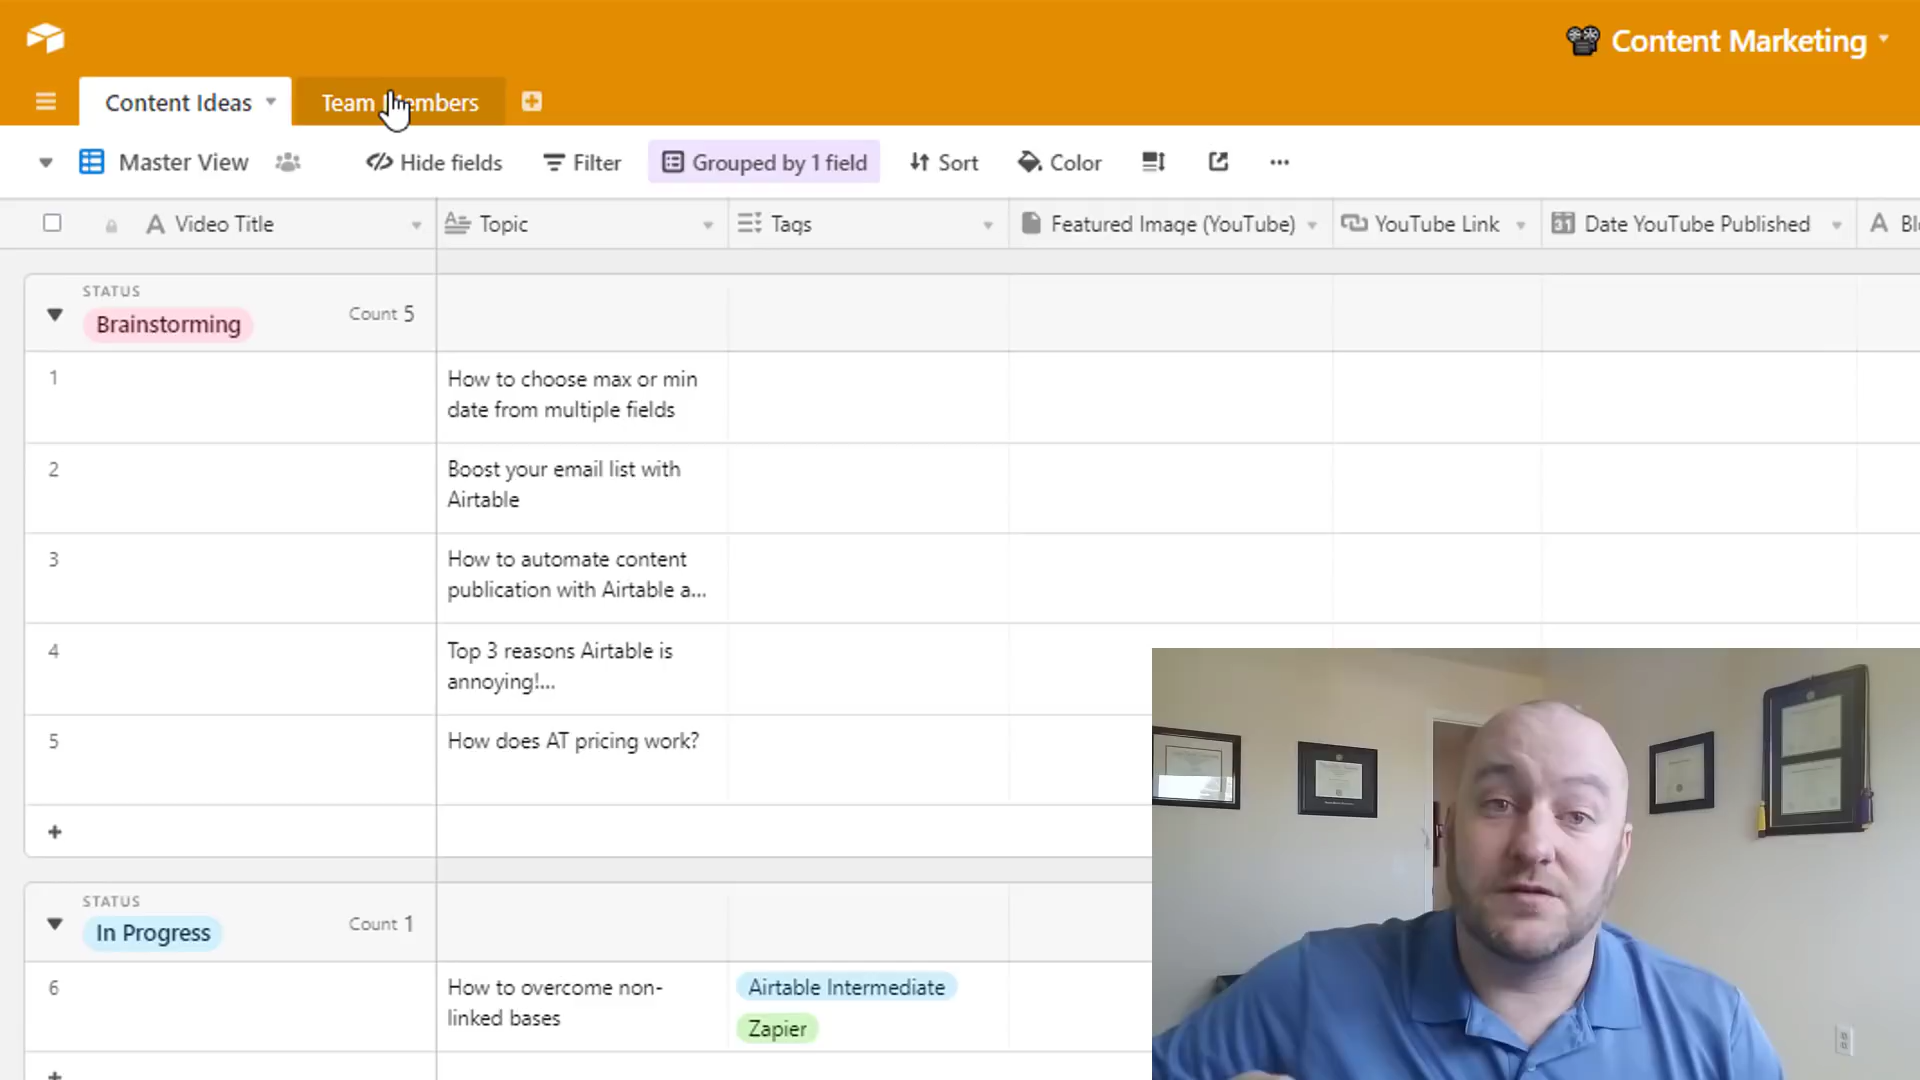 Content Marketing
Content Ideas
Team Members
Master View
Hide fields
Filter
Grouped by 1 field
Sort
Color
Video Title
Topic
Tags
Featured Image (YouTube)
YouTube Link
31
Date YouTube Published
STATUS
Brainstorming
Count 5
1
How to choose max or min
date from multiple fields
2
Boost your email list with
Airtable
3
How to automate content
publication with Airtable a...
4
Top 3 reasons Airtable is
annoying!...
5
How does AT pricing work?
STATUS
In Progress
Count 1
6
How to overcome non-
linked bases
Airtable Intermediate
Zapier